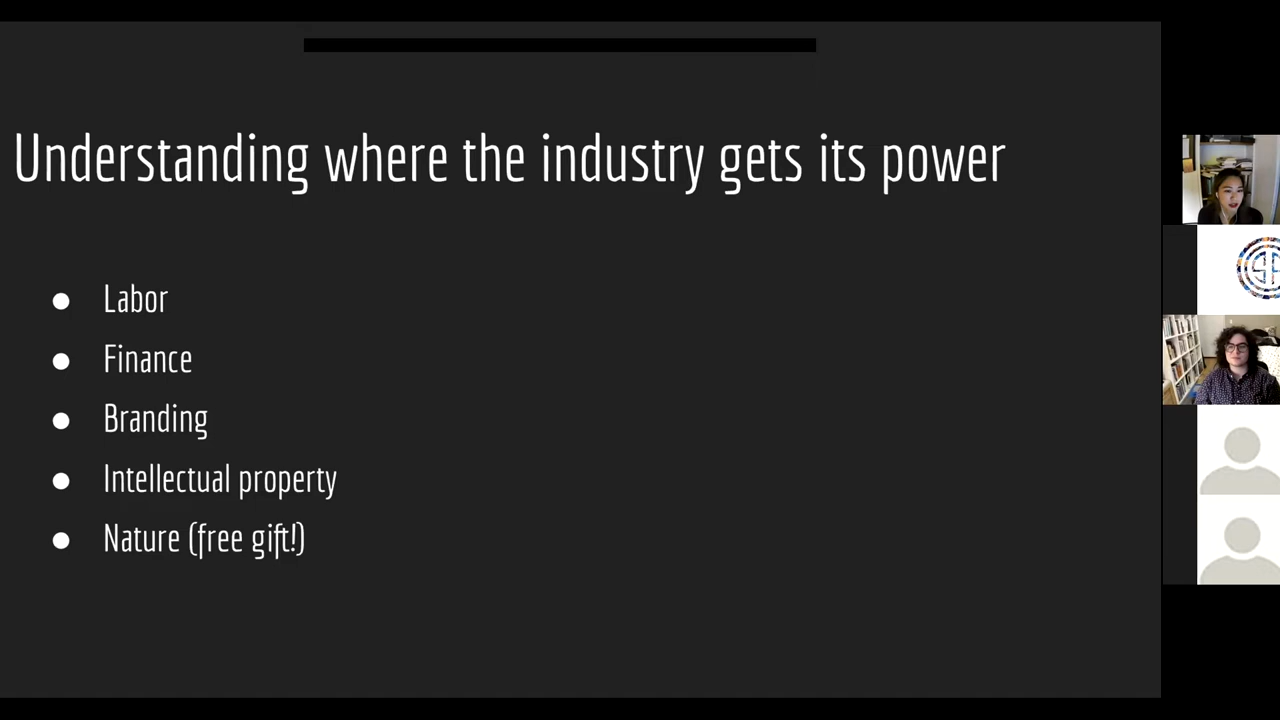 Understanding where the industry gets its power
● Labor
● Finance
● Branding
● Intellectual property
● Nature (free gift!)